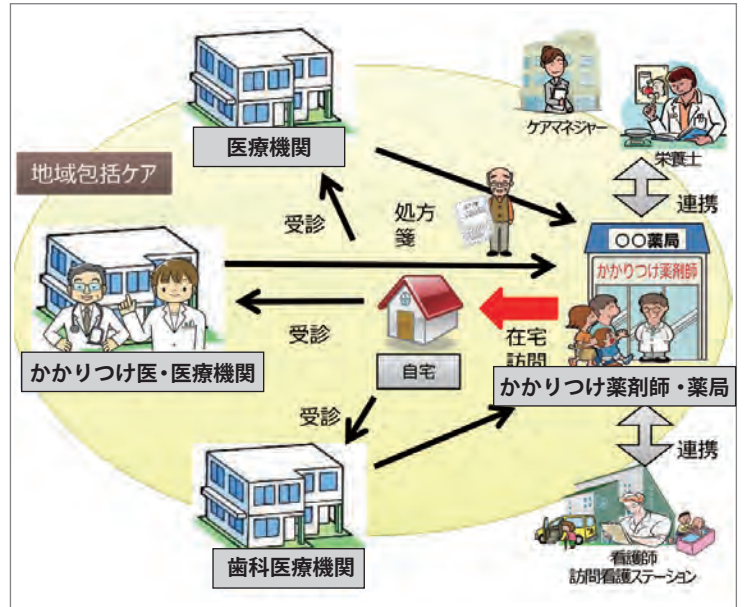 ケアマネジャー
栄養士
医療機関
地域包括ケア
連携
受診
処方
箋
〇〇薬局
かかりつけ薬剤師
受診
在宅
訪問
かかりつけ医・医療機関
自宅
かかりつけ薬剤師・薬局
受診
連携
歯科医療機関
看護師
訪問看護ステーション